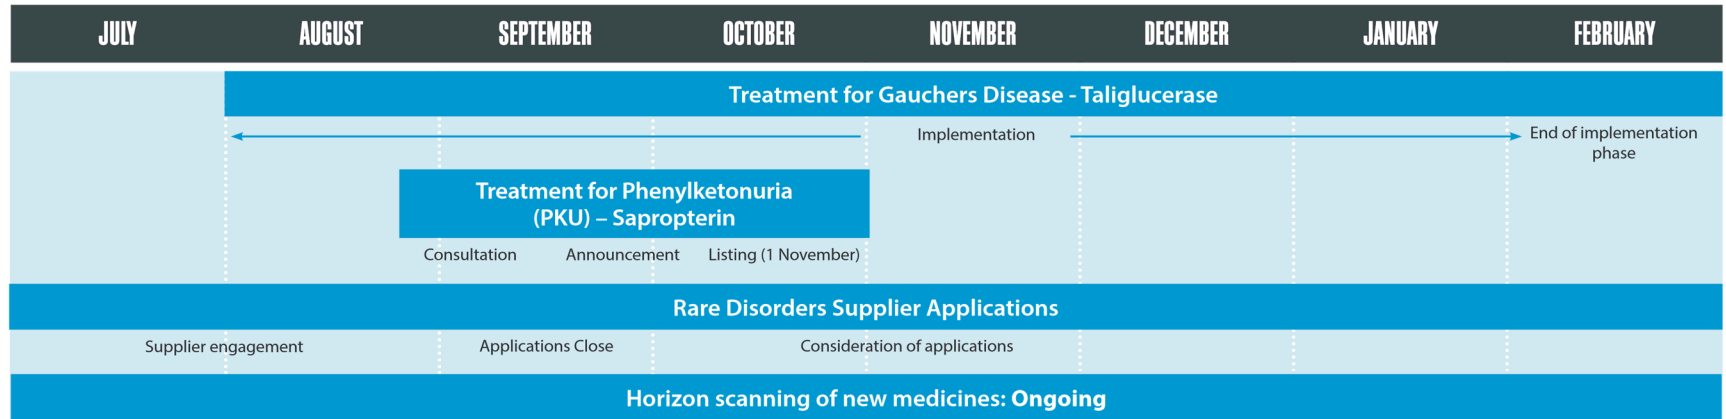 JULY AUGUST SEPTEMBER OCTOBER NOVEMBER DECEMBER JANUARY FEBRUARY
Treatment for Gauchers Disease - Taliglucerase
Implementation
End of implementation
phase
Treatment for Phenylketonuria
(PKU) – Sapropterin
Consultation Announcement Listing (1 November)
Rare Disorders Supplier Applications
Supplier engagement Applications Close Consideration of applications
Horizon scanning of new medicines: Ongoing